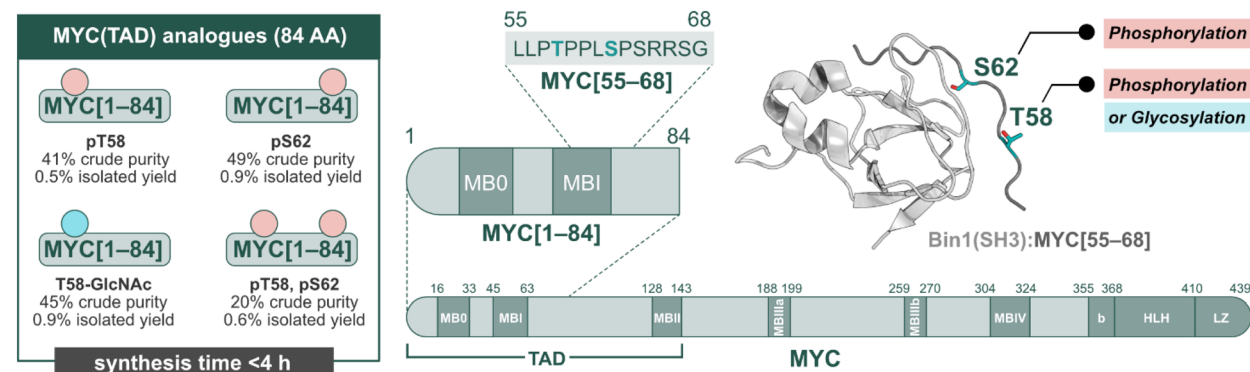 MYC(TAD) analogues (84 AA)
MYC[1–84]
pT58
41% crude purity
0.5% isolated yield
MYC[1–84]
pS62
49% crude purity
0.9% isolated yield
MYC[1–84]
T58-GlcNAc
45% crude purity
0.9% isolated yield
MYC[1–84]
pT58, pS62
20% crude purity
0.6% isolated yield
synthesis time <4 h
55 68
LLPTPPLSPSRRSG
MYC[55–68]
1 84
MB0 MBI
MYC[1–84]
S62
Phosphorylation
T58
Phosphorylation
or Glycosylation
Bin1(SH3):MYC[55–68]
16 33 45 63 128 143 188 199 259 270 304 324 355 368 410 439
MB0 MBI MBII MBIIIa MBIIIb MBIV b HLH LZ
TAD
MYC